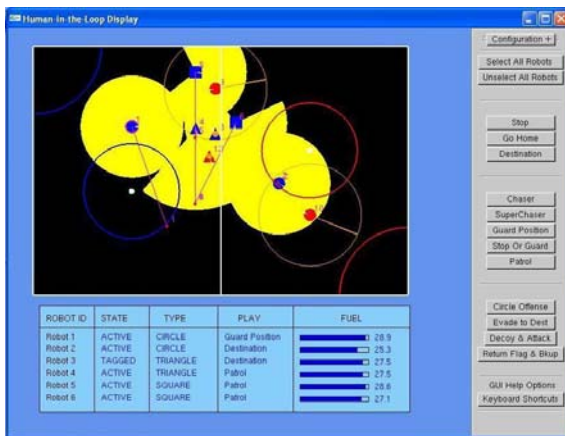 Human-in-the-Loop Display
Configuration +
Select All Robots
Unselect All Robots
Stop
Go Home
Destination
Chaser
SuperChaser
Guard Position
Stop Or Guard
Patrol
Circle Offense
Evade to Dest
Decoy & Attack
Return Flag & Bkup
GUI Help Options
Keyboard Shortcuts
ROBOT ID STATE TYPE PLAY FUEL
Robot 1 ACTIVE CIRCLE Guard Position 28.9
Robot 2 ACTIVE CIRCLE Destination 25.3
Robot 3 TAGGED TRIANGLE Destination 27.5
Robot 4 ACTIVE TRIANGLE Patrol 27.5
Robot 5 ACTIVE SQUARE Patrol 28.6
Robot 6 ACTIVE SQUARE Patrol 27.1